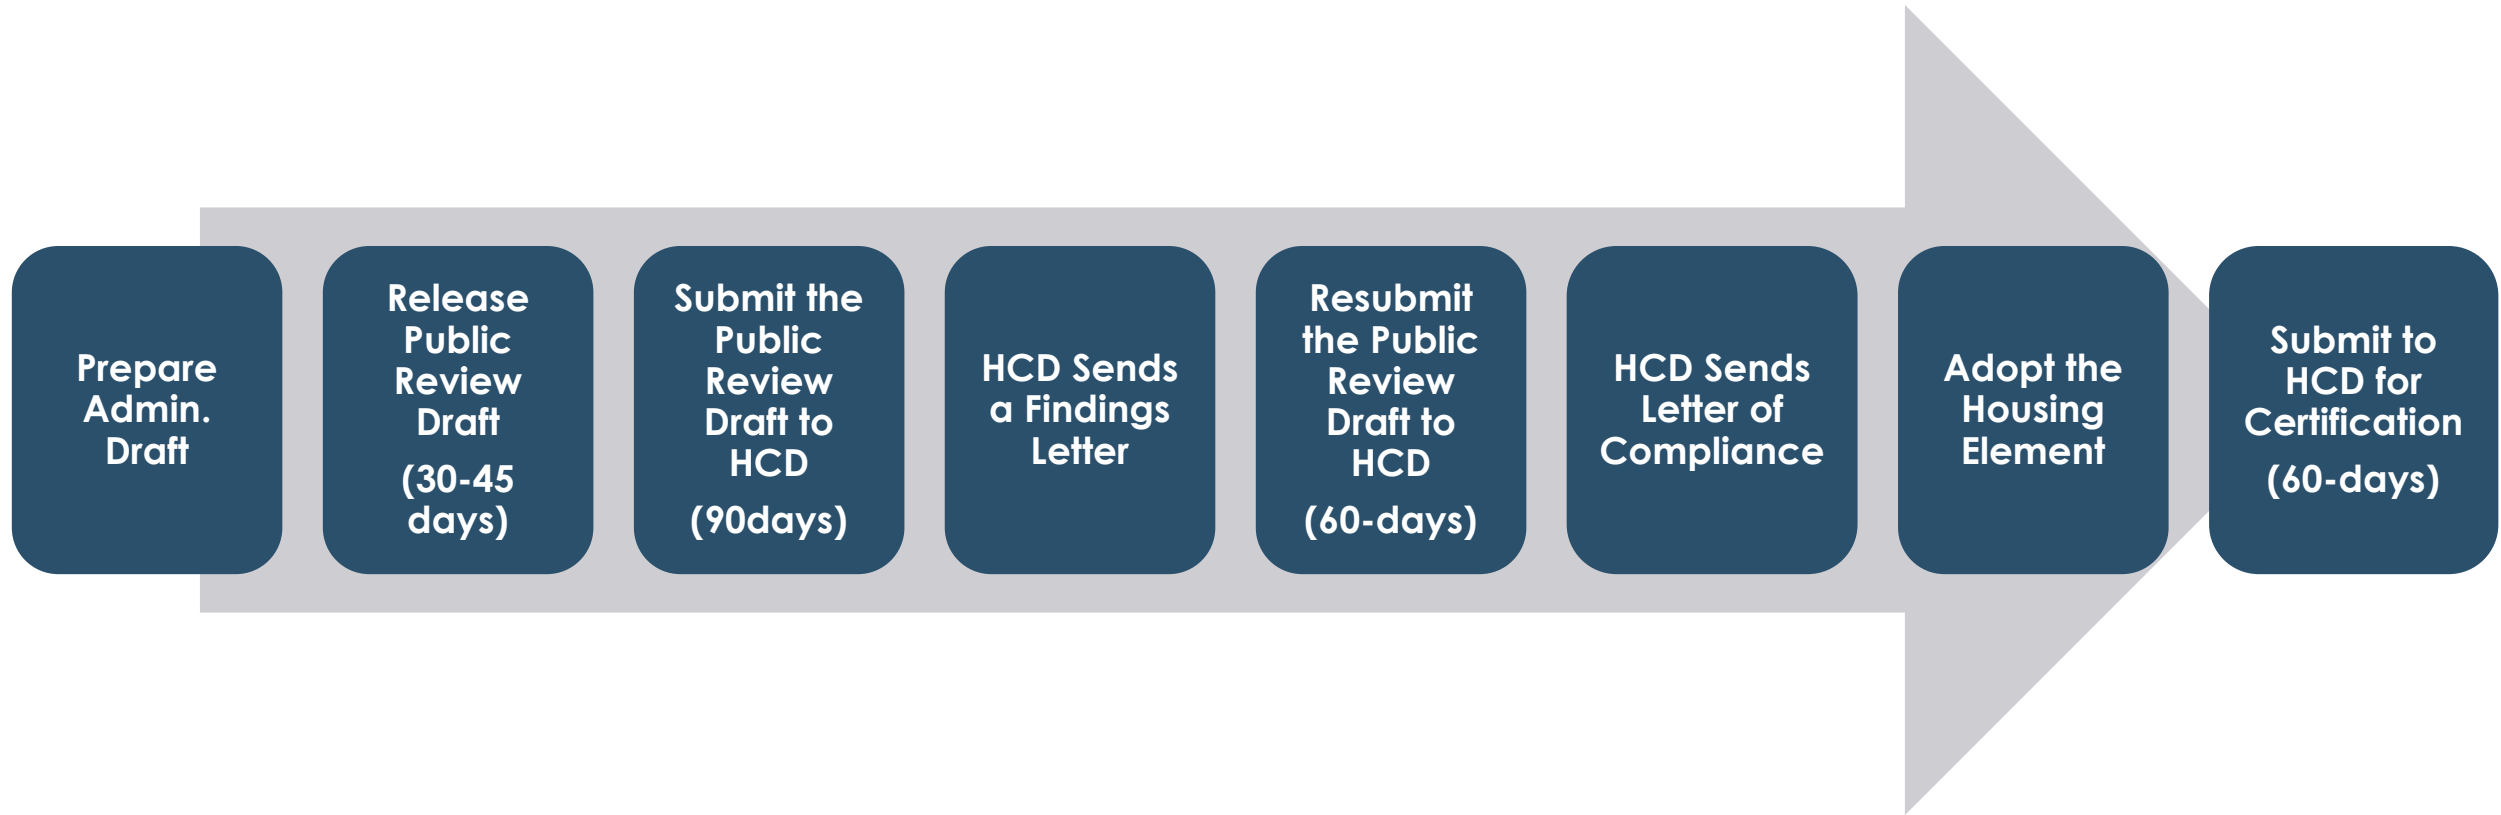 Prepare
Admin.
Draft
Release
Public
Review
Draft
(30-45
days)
Submit the
Public
Review
Draft to
HCD
(90days)
HCD Sends
a Findings
Letter
Resubmit
the Public
Review
Draft to
HCD
(60-days)
HCD Sends
Letter of
Compliance
Adopt the
Housing
Element
Submit to
HCD for
Certification
(60-days)